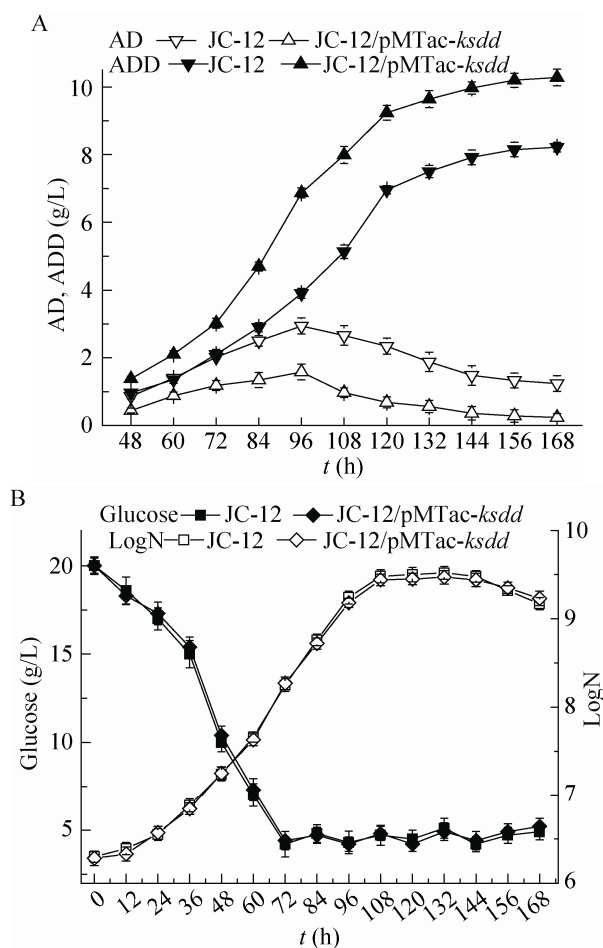 A
AD JC-12 JC-12/pMTac-ksdd
ADD JC-12 JC-12/pMTac-ksdd
10
8
6
4
2
0
AD, ADD (g/L)
48 60 72 84 96 108 120 132 144 156 168
t (h)
B
Glucose JC-12 JC-12/pMTac-ksdd
LogN JC-12 JC-12/pMTac-ksdd
20
15
10
5
Glucose (g/L)
10
9
8
7
6
LogN
0 12 24 36 48 60 72 84 96 108 120 132 144 156 168
t (h)